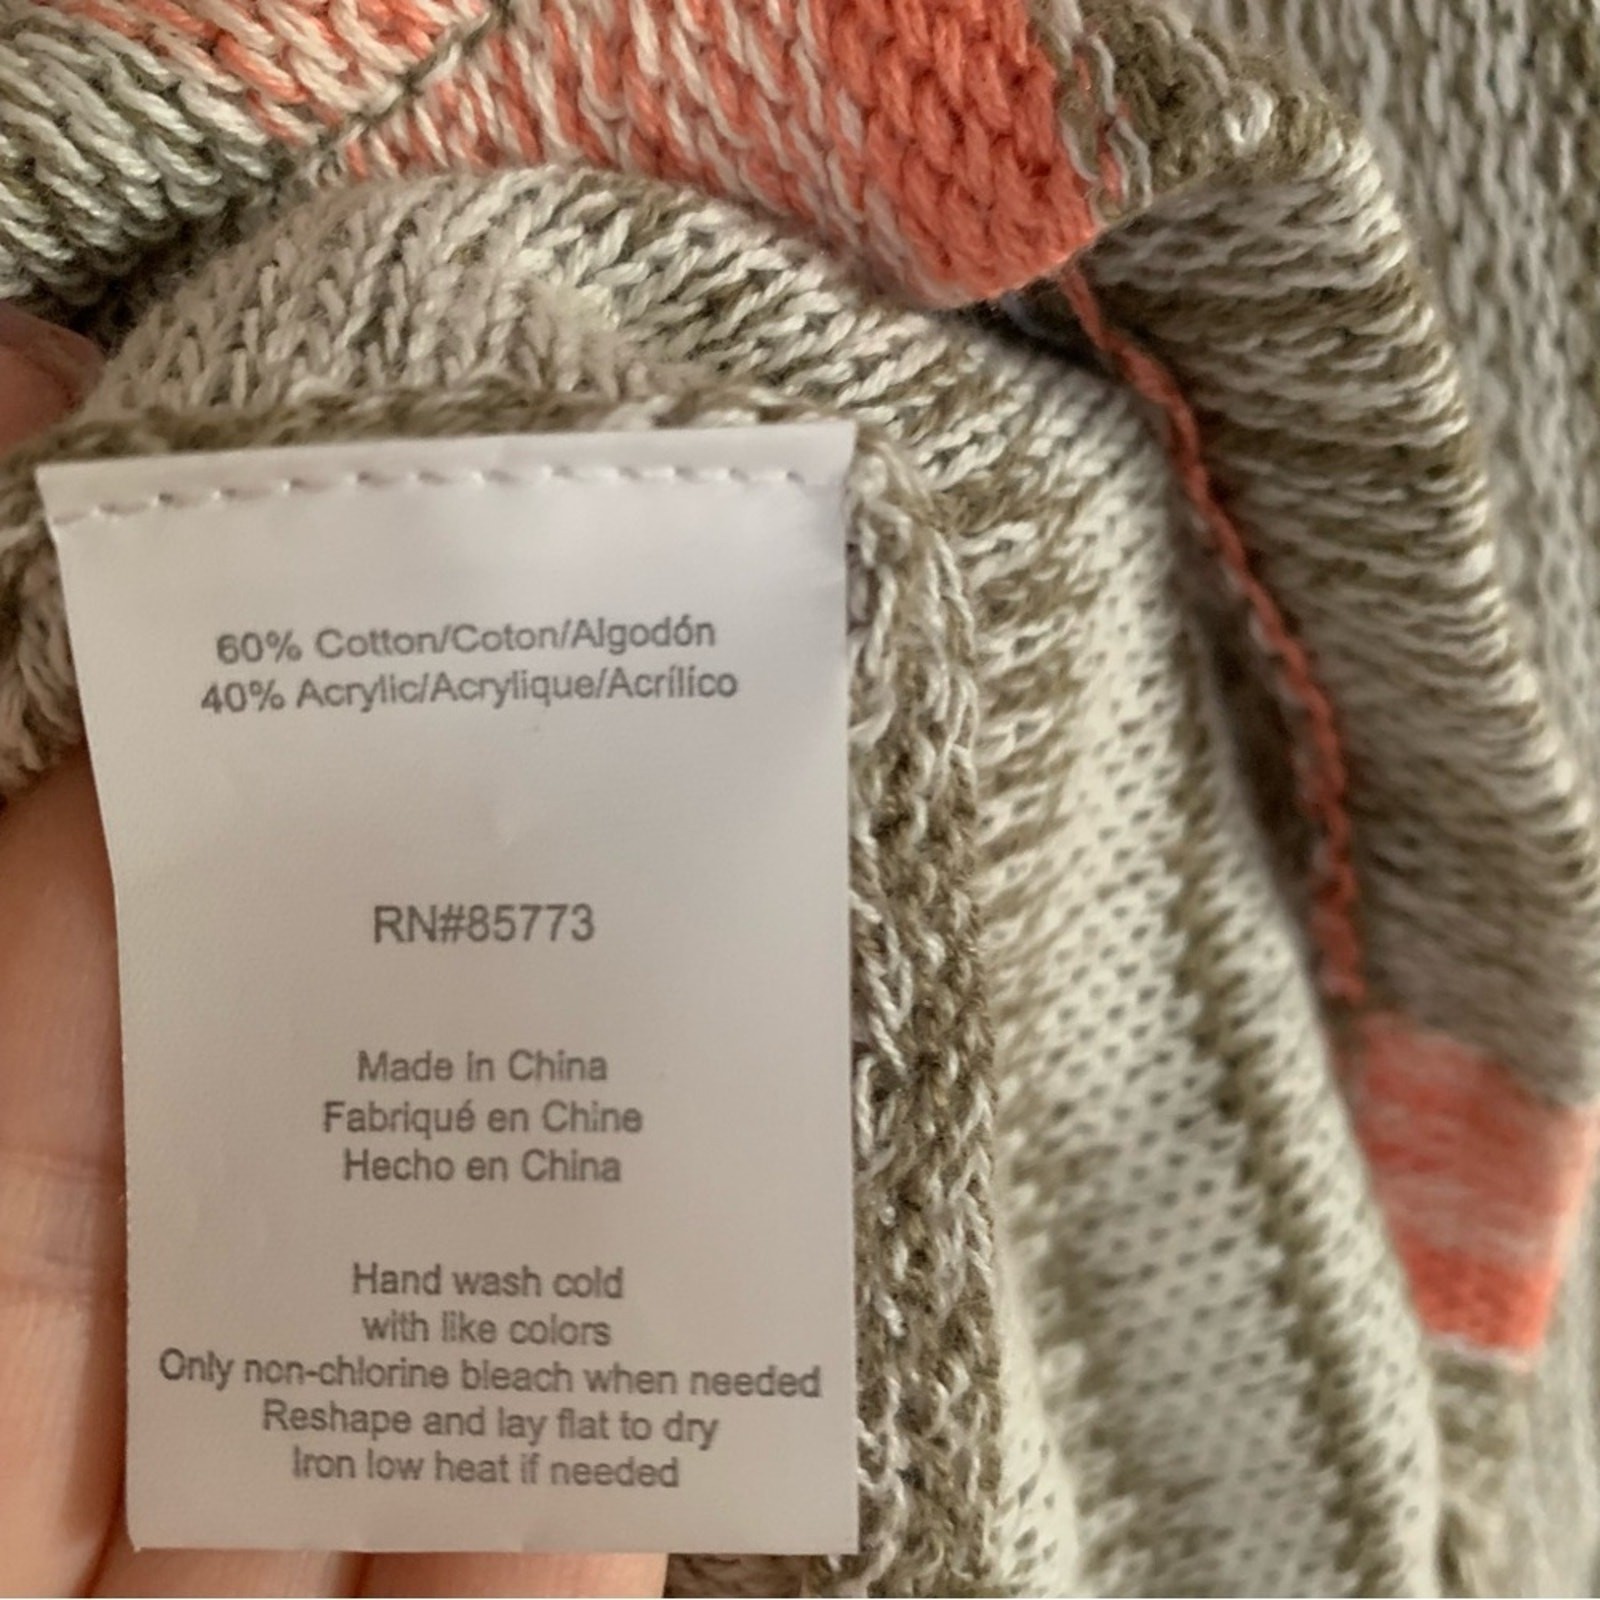 60% Cotton/Coton/Algodón
40% Acrylic/Acrylique/Acrílico
RN#85773
Made in China
Fabriqué en Chine
Hecho en China
Hand wash cold
with like colors
Only non-chlorine bleach when needed
Reshape and lay flat to dry
Iron low heat if needed